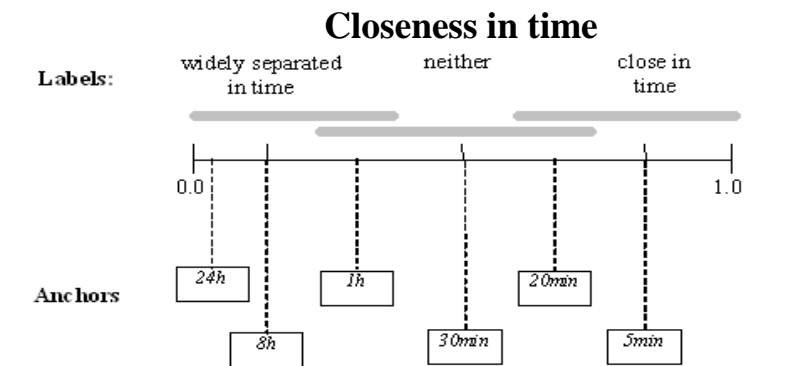 Closeness in time
Labels:
widely separated
in time
neither
close in
time
0.0
1.0
Anchors
24h
1h
20min
8h
30min
5min